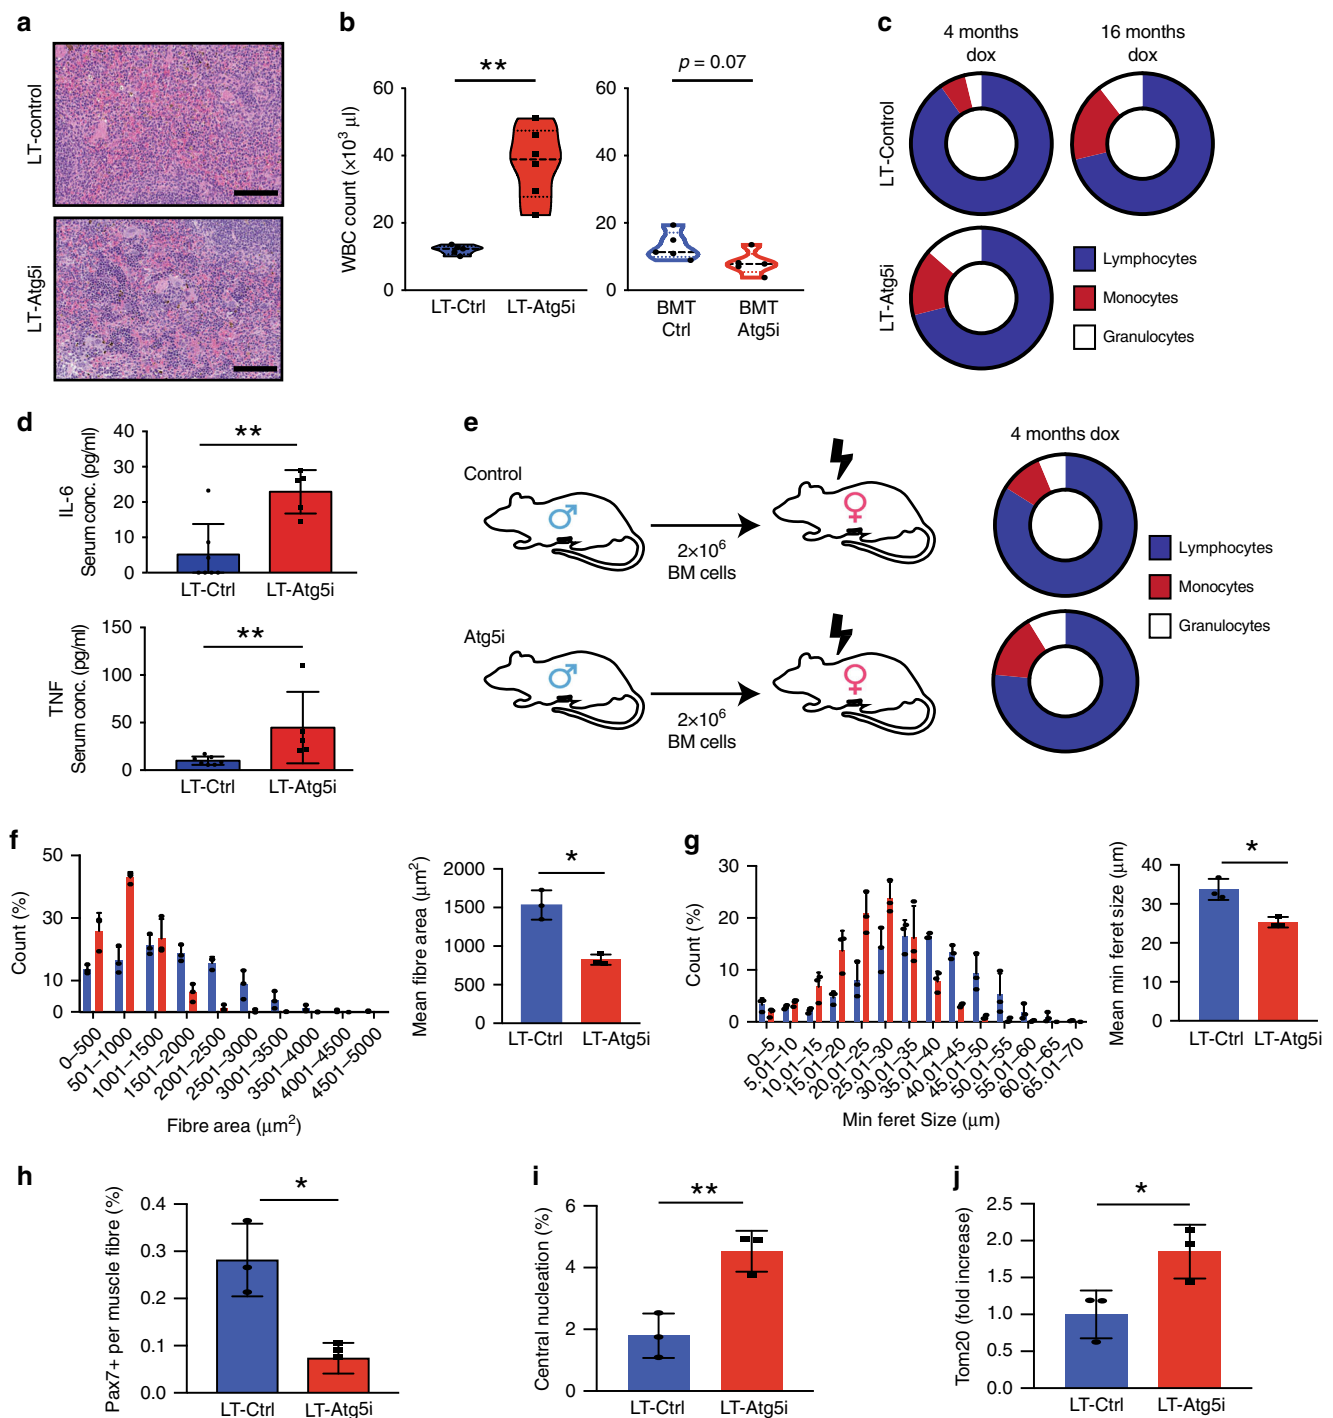 a
LT-control
LT-Atg5i
b
WBC count (×10³ μl)
60
40
20
0
**
LT-Ctrl
LT-Atg5i
p = 0.07
60
40
20
0
BMT
Ctrl
BMT
Atg5i
c
4 months
dox
16 months
dox
LT-Control
LT-Atg5i
Lymphocytes
Monocytes
Granulocytes
d
IL-6
Serum conc. (pg/ml)
40
30
20
10
0
**
LT-Ctrl
LT-Atg5i
TNF
Serum conc. (pg/ml)
150
100
50
0
**
LT-Ctrl
LT-Atg5i
e
Control
2×10⁶
BM cells
Atg5i
2×10⁶
BM cells
4 months dox
Lymphocytes
Monocytes
Granulocytes
f
Count (%)
50
30
10
0
0–500
501–1000
1001–1500
1501–2000
2001–2500
2501–3000
3001–3500
3501–4000
4001–4500
4501–5000
Fibre area (μm²)
Mean fibre area (μm²)
2000
1500
1000
500
0
*
LT-Ctrl
LT-Atg5i
g
Count (%)
30
20
10
0
0–5
5.01–10
10.01–15
15.01–20
20.01–25
25.01–30
30.01–35
35.01–40
40.01–45
45.01–50
50.01–55
55.01–60
60.01–65
65.01–70
Min feret Size (μm)
Mean min feret size (μm)
40
30
20
10
0
*
LT-Ctrl
LT-Atg5i
h
Pax7+ per muscle fibre (%)
0.4
0.3
0.2
0.1
0.0
*
LT-Ctrl
LT-Atg5i
i
Central nucleation (%)
6
4
2
0
**
LT-Ctrl
LT-Atg5i
j
Tom20 (fold increase)
2.5
2.0
1.5
1.0
0.5
0.0
*
LT-Ctrl
LT-Atg5i